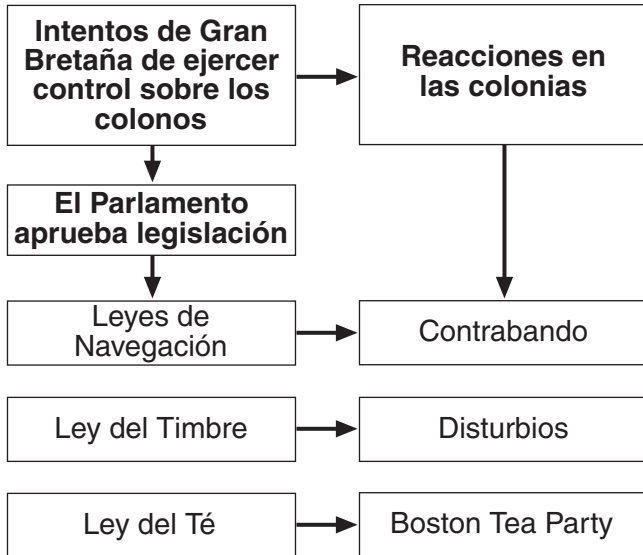 Intentos de Gran
Bretaña de ejercer
control sobre los
colonos
Reacciones en
las colonias
El Parlamento
aprueba legislación
Leyes de
Navegación
Contrabando
Ley del Timbre
Disturbios
Ley del Té
Boston Tea Party